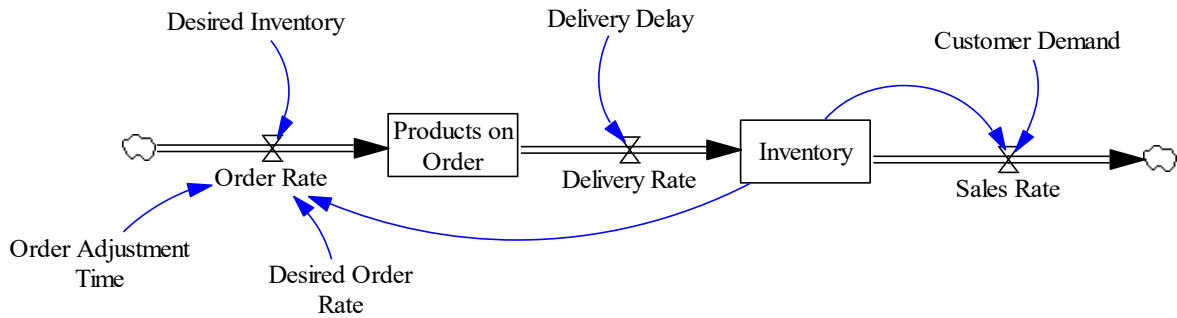 Desired Inventory
Delivery Delay
Customer Demand
Products on
Order
Inventory
Order Rate
Delivery Rate
Sales Rate
Order Adjustment
Time
Desired Order
Rate